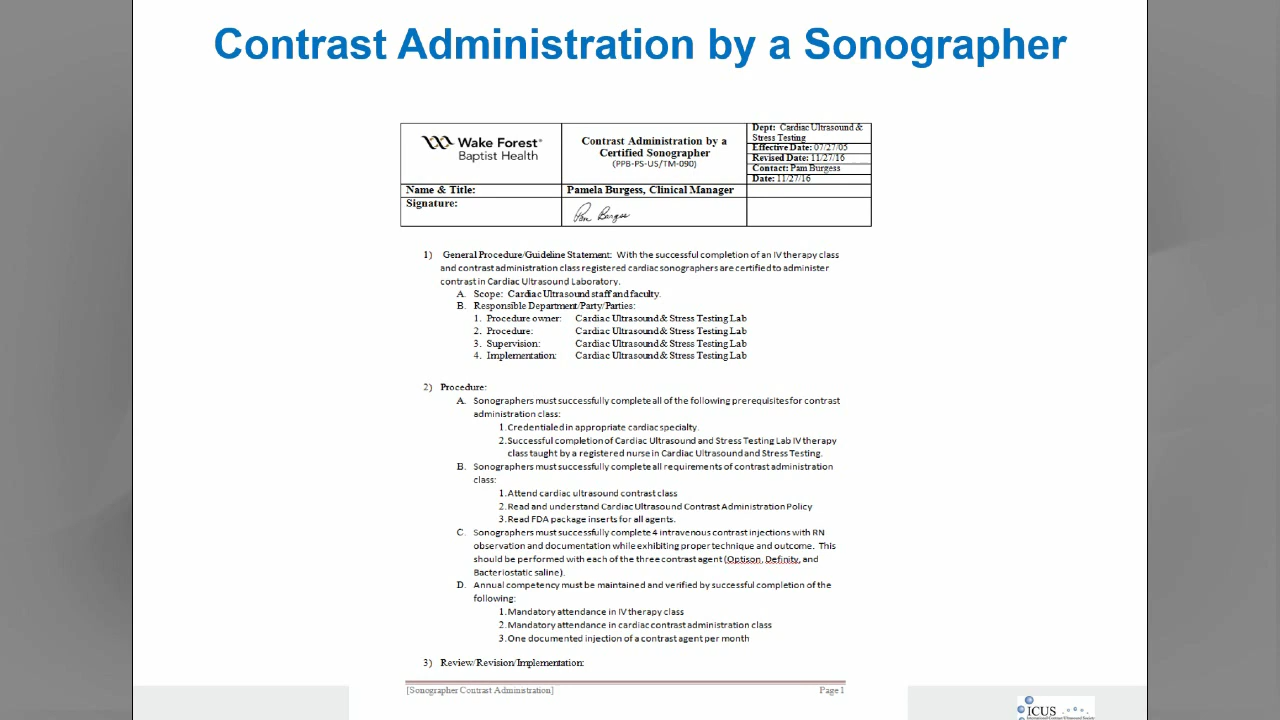 Contrast Administration by a Sonographer
Wake Forest®
Baptist Health
Contrast Administration by a
Certified Sonographer
(PPB-PS-US/TM-090)
Dept: Cardiac Ultrasound &
Stress Testing
Effective Date: 07/27/05
Revised Date: 11/27/16
Contact: Pam Burgess
Date: 11/27/16
Name & Title:
Pamela Burgess, Clinical Manager
Signature:
Pam Burgess
1) General Procedure/Guideline Statement: With the successful completion of an IV therapy class
and contrast administration class registered cardiac sonographers are certified to administer
contrast in Cardiac Ultrasound Laboratory.
A. Scope: Cardiac Ultrasound staff and faculty.
B. Responsible Department/Party/Parties:
1. Procedure owner: Cardiac Ultrasound & Stress Testing Lab
2. Procedure: Cardiac Ultrasound & Stress Testing Lab
3. Supervision: Cardiac Ultrasound & Stress Testing Lab
4. Implementation: Cardiac Ultrasound & Stress Testing Lab
2) Procedure:
A. Sonographers must successfully complete all of the following prerequisites for contrast
administration class:
1. Credentialed in appropriate cardiac specialty.
2. Successful completion of Cardiac Ultrasound and Stress Testing Lab IV therapy
class taught by a registered nurse in Cardiac Ultrasound and Stress Testing.
B. Sonographers must successfully complete all requirements of contrast administration
class:
1. Attend cardiac ultrasound contrast class
2. Read and understand Cardiac Ultrasound Contrast Administration Policy
3. Read FDA package inserts for all agents.
C. Sonographers must successfully complete 4 intravenous contrast injections with RN
observation and documentation while exhibiting proper technique and outcome. This
should be performed with each of the three contrast agent (Optison, Definity, and
Bacteriostatic saline).
D. Annual competency must be maintained and verified by successful completion of the
following:
1. Mandatory attendance in IV therapy class
2. Mandatory attendance in cardiac contrast administration class
3. One documented injection of a contrast agent per month
3) Review/Revision/Implementation:
[Sonographer Contrast Administration] Page 1
ICUS
International Contrast Ultrasound Society